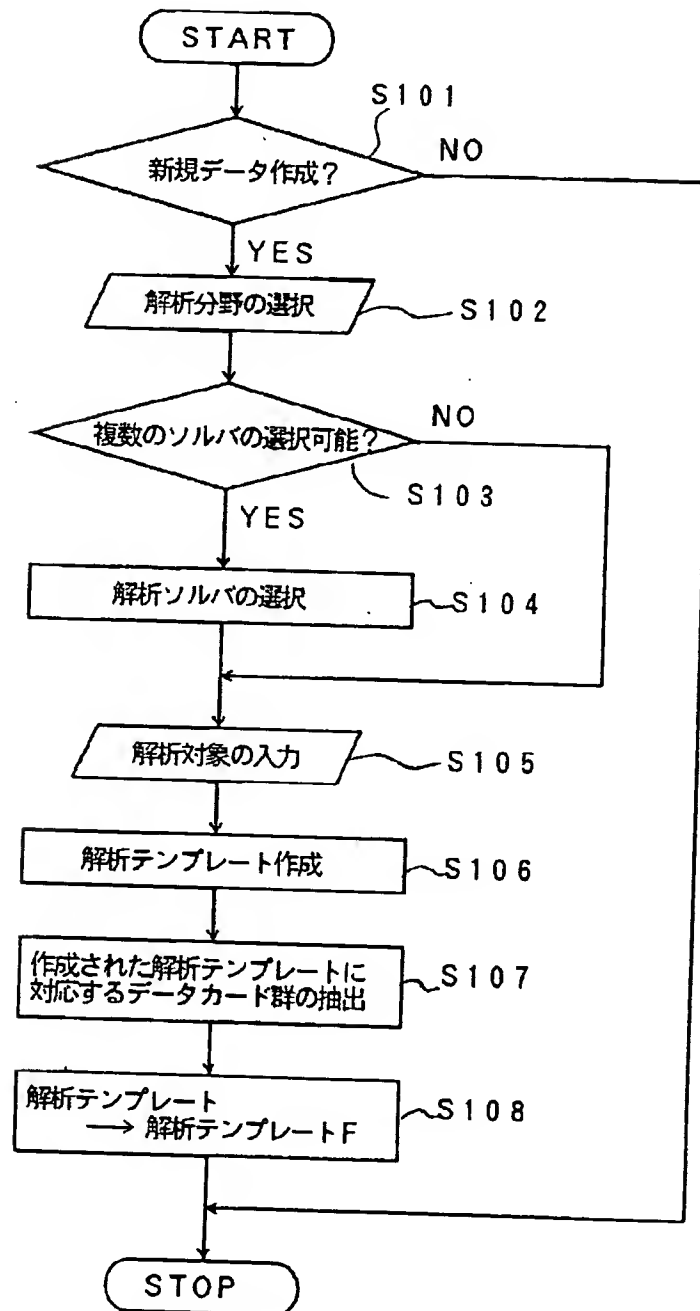 START
S101
新規データ作成?
NO
YES
解析分野の選択
S102
複数のソルバの選択可能?
NO
S103
YES
解析ソルバの選択
S104
解析対象の入力
S105
解析テンプレート作成
S106
作成された解析テンプレートに
対応するデータカード群の抽出
S107
解析テンプレート
→ 解析テンプレートF
S108
STOP